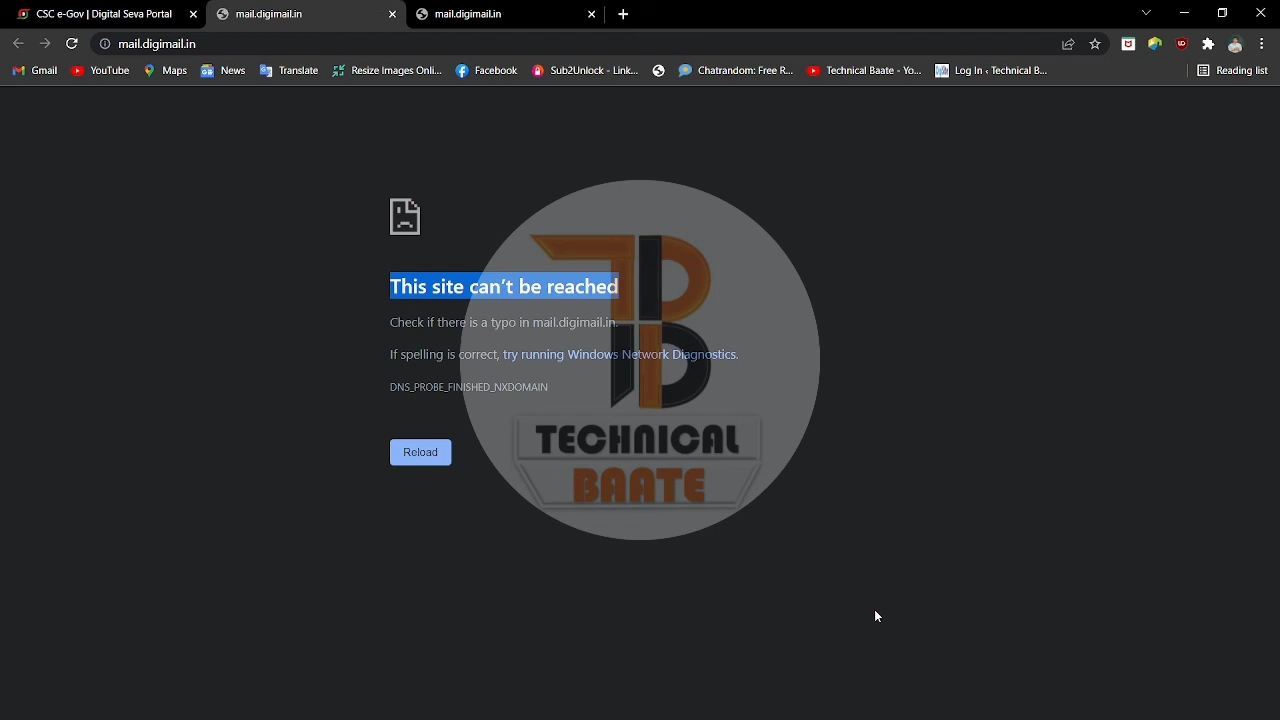 CSC e-Gov | Digital Seva Portal
mail.digimail.in
mail.digimail.in
mail.digimail.in
Gmail
YouTube
Maps
News
Translate
Resize Images Onli...
Facebook
Sub2Unlock - Link...
Chatrandom: Free R...
Technical Baate - Yo...
Log In ‹ Technical B...
Reading list
This site can't be reached
Check if there is a typo in mail.digimail.in.
If spelling is correct, try running Windows Network Diagnostics.
DNS_PROBE_FINISHED_NXDOMAIN
Reload
TECHNICAL
BAATE